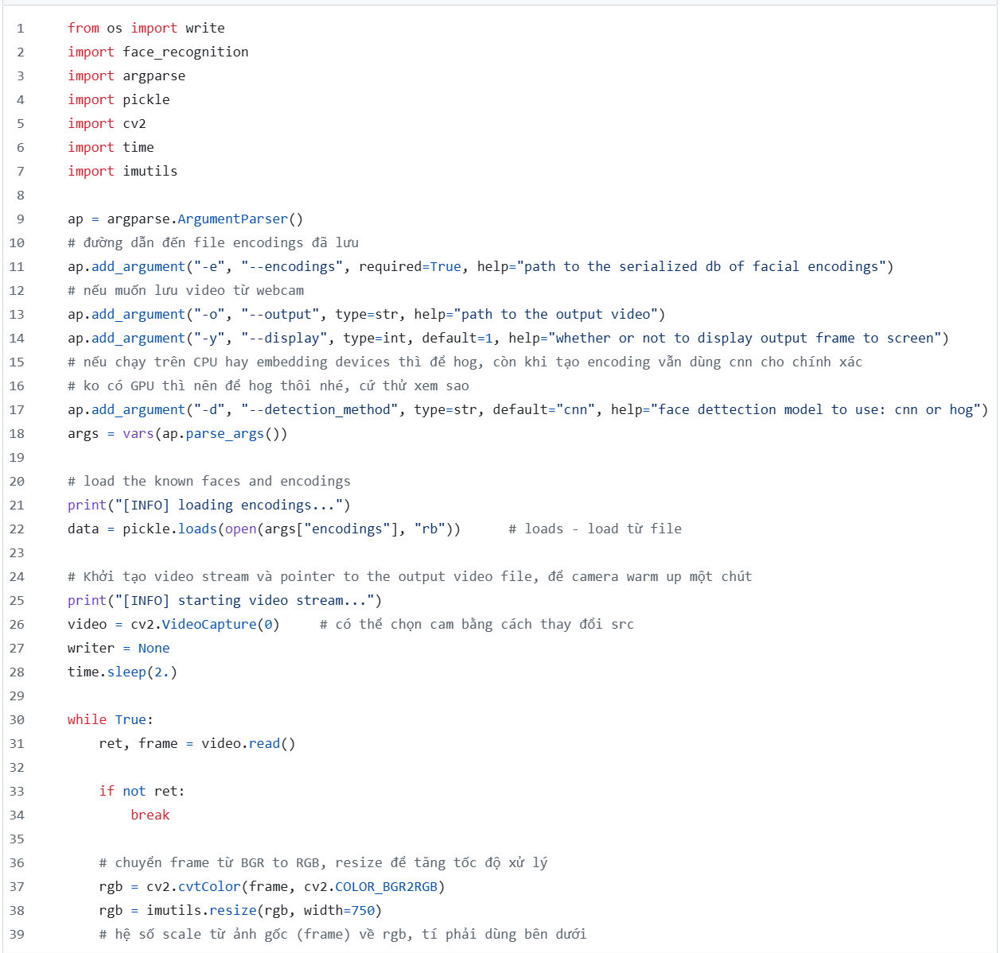 1 from os import write
2 import face_recognition
3 import argparse
4 import pickle
5 import cv2
6 import time
7 import imutils
8
9 ap = argparse.ArgumentParser()
10 # đường dẫn đến file encodings đã lưu
11 ap.add_argument("-e", "--encodings", required=True, help="path to the serialized db of facial encodings")
12 # nếu muốn lưu video từ webcam
13 ap.add_argument("-o", "--output", type=str, help="path to the output video")
14 ap.add_argument("-y", "--display", type=int, default=1, help="whether or not to display output frame to screen")
15 # nếu chạy trên CPU hay embedding devices thì để hog, còn khi tạo encoding vẫn dùng cnn cho chính xác
16 # ko có GPU thì nên để hog thôi nhé, cứ thử xem sao
17 ap.add_argument("-d", "--detection_method", type=str, default="cnn", help="face dettection model to use: cnn or hog")
18 args = vars(ap.parse_args())
19
20 # load the known faces and encodings
21 print("[INFO] loading encodings...")
22 data = pickle.loads(open(args["encodings"], "rb"))      # loads - load từ file
23
24 # Khởi tạo video stream và pointer to the output video file, để camera warm up một chút
25 print("[INFO] starting video stream...")
26 video = cv2.VideoCapture(0)     # có thể chọn cam bằng cách thay đổi src
27 writer = None
28 time.sleep(2.)
29
30 while True:
31     ret, frame = video.read()
32
33     if not ret:
34         break
35
36     # chuyển frame từ BGR to RGB, resize để tăng tốc độ xử lý
37     rgb = cv2.cvtColor(frame, cv2.COLOR_BGR2RGB)
38     rgb = imutils.resize(rgb, width=750)
39     # hệ số scale từ ảnh gốc (frame) về rgb, tí phải dùng bên dưới